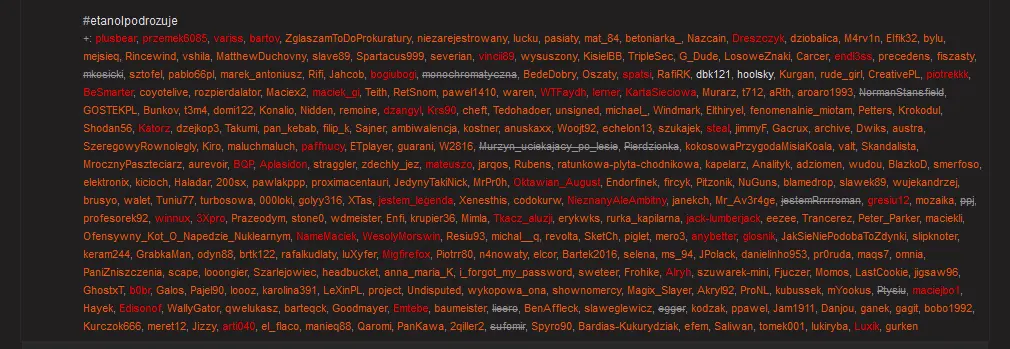 #etanolpodrozuje
+: plusbear, przemek6085, variss, bartov, ZglaszamToDoProkuratury, niezarejestrowany, lucku, pasiaty, mat_84, betoniarka_, Nazcain, Dreszczyk, dziobalica, M4rv1n, Elfik32, bylu,
mejsieq, Rincewind, vshila, MatthewDuchovny, slave89, Spartacus999, severian, vincii89, wysuszony, KisielBB, TripleSec, G_Dude, LosoweZnaki, Carcer, endl3ss, precedens, fiszasty,
mkosicki, sztofel, pablo66pl, marek_antoniusz, Rifi, Jahcob, bogiubogi, monochromatyczna, BedeDobry, Oszaty, spatsi, RafiRK, dbk121, hoolsky, Kurgan, rude_girl, CreativePL, piotrekkk,
BeSmarter, coyotelive, rozpierdalator, Maciex2, maciek_gi, Teith, RetSnom, pawel1410, waren, WTFaydh, lerner, KartaSieciowa, Murarz, t712, aRth, aroaro1993, NormanStansfield,
GOSTEKPL, Bunkov, t3m4, domi122, Konalio, Nidden, remoine, dzangyl, Krs90, cheft, Tedohadoer, unsigned, michael_, Windmark, Elthiryel, fenomenalnie_miotam, Petters, Krokodul,
Shodan56, Katorz, dzejkop3, Takumi, pan_kebab, filip_k, Sajner, ambiwalencja, kostner, anuskaxx, Woojt92, echelon13, szukajek, steal, jimmyF, Gacrux, archive, Dwiks, austra,
SzeregowyRownolegly, Kiro, maluchmaluch, paffnucy, ETplayer, guarani, W2816, Murzyn_uciekajacy_po_lesie, Pierdzionka, kokosowaPrzygodaMisiaKoala, valt, Skandalista,
MrocznyPaszteciarz, aurevoir, BQP, Aplasidon, straggler, zdechly_jez, mateuszo, jarqos, Rubens, ratunkowa-plyta-chodnikowa, kapelarz, Analityk, adziomen, wudou, BlazkoD, smerfoso,
elektronix, kicioch, Haladar, 200sx, pawlakppp, proximacentauri, JedynyTakiNick, MrPr0h, Oktawian_August, Endorfinek, fircyk, Pitzonik, NuGuns, blamedrop, slawek89, wujekandrzej,
brusyo, walet, Tuniu77, turbosowa, 000loki, golyy316, XTas, jestem_legenda, Xenesthis, codokurw, NieznanyAleAmbitny, janekch, Mr_Av3r4ge, jestemRrrrroman, gresiu12, mozaika, ppj,
profesorek92, winnux, 3Xpro, Prazeodym, stone0, wdmeister, Enfi, krupier36, Mimla, Tkacz_aluzji, erykwks, rurka_kapilarna, jack-lumberjack, eezee, Trancerez, Peter_Parker, maciekli,
Ofensywny_Kot_O_Napedzie_Nuklearnym, NameMaciek, WesolyMorswin, Resiu93, michal__q, revolta, SketCh, piglet, mero3, anybetter, glosnik, JakSieNiePodobaToZdynki, slipknoter,
keram244, GrabkaMan, odyn88, brtk122, rafalkudlaty, luXyfer, Migfirefox, Piotrr80, n4nowaty, elcor, Bartek2016, selena, ms_94, JPolack, danielinho953, pr0ruda, maqs7, omnia,
PaniZniszczenia, scape, looongier, Szarlejowiec, headbucket, anna_maria_K, i_forgot_my_password, sweteer, Frohike, Alryh, szuwarek-mini, Fjuczer, Momos, LastCookie, jigsaw96,
GhostxT, b0br, Galos, Pajel90, loooz, karolina391, LeXinPL, project, Undisputed, wykopowa_ona, shownomercy, Magix_Slayer, Akryl92, ProNL, kubussek, mYookus, Ptysiu, maciejbo1,
Hayek, Edisonof, WallyGator, qwelukasz, barteqck, Goodmayer, Emtebe, baumeister, lieero, BenAffleck, slaweglewicz, egger, kodzak, ppawel, Jam1911, Danjou, ganek, gagit, bobo1992,
Kurczok666, meret12, Jizzy, arti040, el_flaco, manieq88, Qaromi, PanKawa, 2qiller2, sufomir, Spyro90, Bardias-Kukurydziak, efem, Saliwan, tomek001, lukiryba, Luxik, gurken